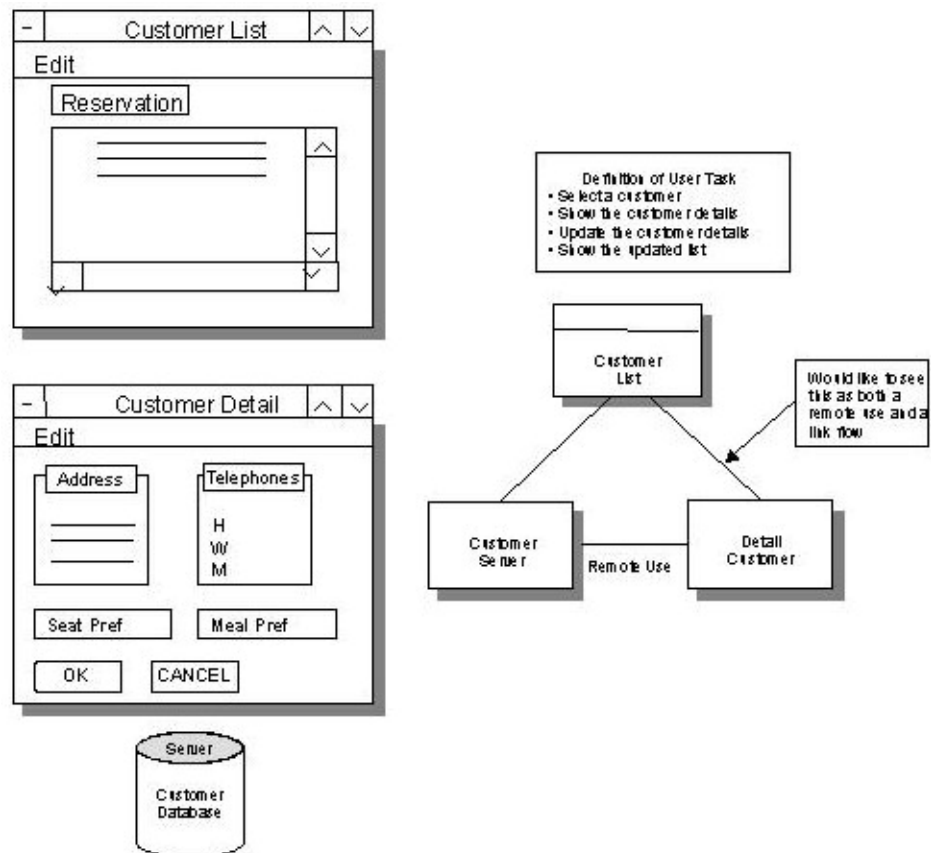 Customer List
Edit
Reservation
Customer Detail
Edit
Address
Telephones
H
W
M
Seat Pref
Meal Pref
OK
CANCEL
Server
Customer
Database
Definition of User Task
• Select a customer
• Show the customer details
• Update the customer details
• Show the updated list
Customer
List
Would like to see
this as both a
remote use and a
link flow
Customer
Server
Remote Use
Detail
Customer